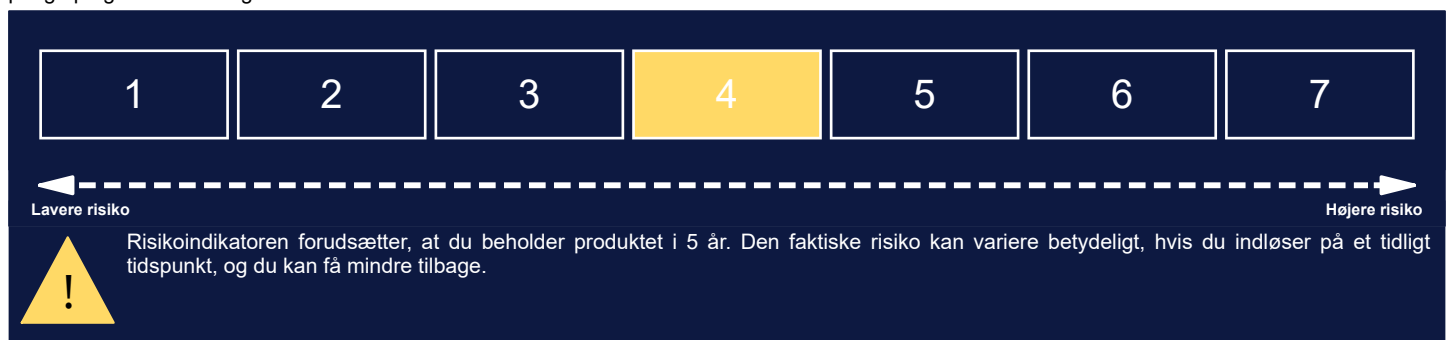 1 2 3 4 5 6 7
Lavere risiko Højere risiko
Risikoindikatoren forudsætter, at du beholder produktet i 5 år. Den faktiske risiko kan variere betydeligt, hvis du indløser på et tidligt
tidspunkt, og du kan få mindre tilbage.
!